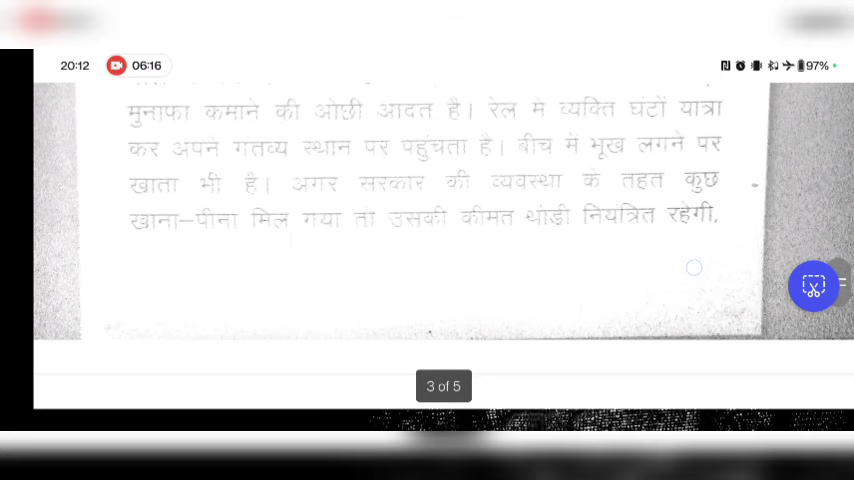 20:12 06:16 97%
मुनाफा कमाने की ओछी आदत है। रेल मे व्यक्ति घंटों यात्रा
कर अपने गतव्य स्थान पर पहुंचता है। बीच में भूख लगने पर
खाता भी है। अगर सरकार की व्यवस्था के तहत कुछ
खाना-पीना मिल गया तो उसकी कीमत थोडी नियंत्रित रहेगी,
3 of 5